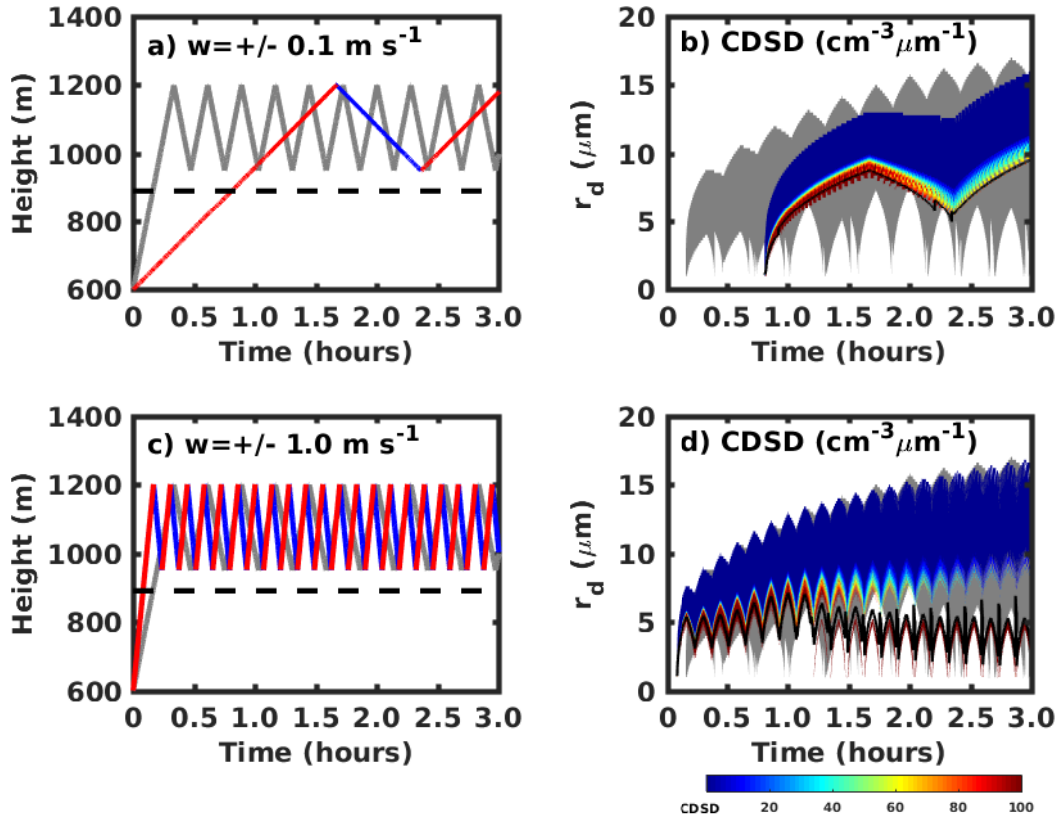 a) w=+/- 0.1 m s⁻¹
1400
1200
1000
800
600
Height (m)
0 0.5 1.0 1.5 2.0 2.5 3.0
Time (hours)
b) CDSD (cm⁻³μm⁻¹)
20
15
10
5
0
r_d (μm)
0 0.5 1.0 1.5 2.0 2.5 3.0
Time (hours)
c) w=+/- 1.0 m s⁻¹
1400
1200
1000
800
600
Height (m)
0 0.5 1.0 1.5 2.0 2.5 3.0
Time (hours)
d) CDSD (cm⁻³μm⁻¹)
20
15
10
5
0
r_d (μm)
0 0.5 1.0 1.5 2.0 2.5 3.0
Time (hours)
CDSD 20 40 60 80 100